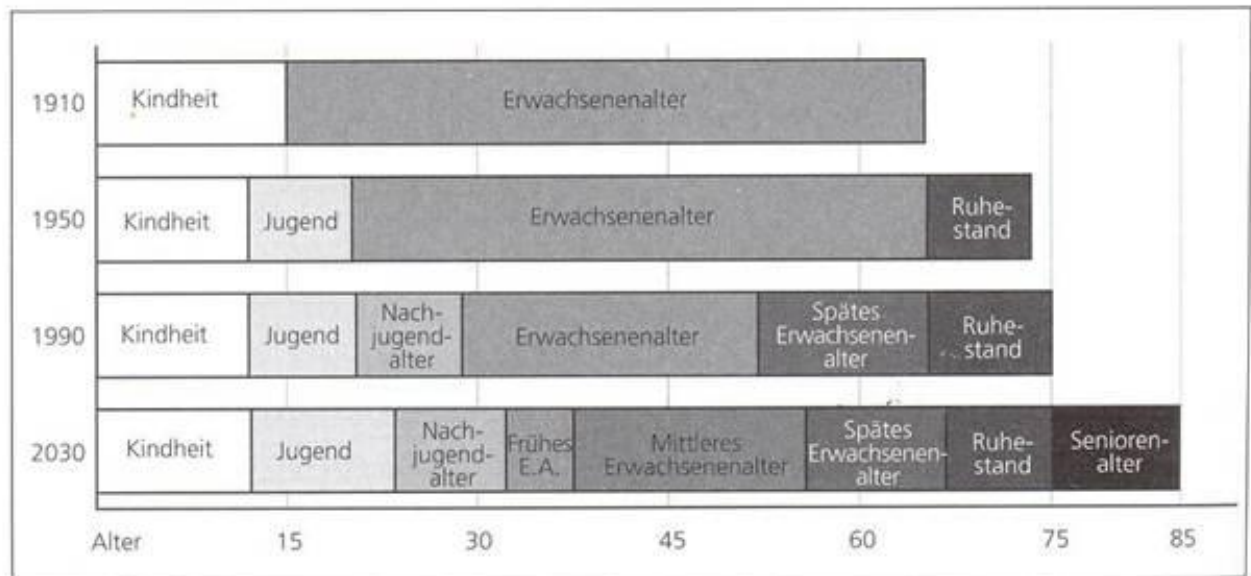 1910
Kindheit
Erwachsenenalter
1950
Kindheit
Jugend
Erwachsenenalter
Ruhe-
stand
1990
Kindheit
Jugend
Nach-
jugend-
alter
Erwachsenenalter
Spätes
Erwachsenen-
alter
Ruhe-
stand
2030
Kindheit
Jugend
Nach-
jugend-
alter
Frühes
E.A.
Mittleres
Erwachsenenalter
Spätes
Erwachsenen-
alter
Ruhe-
stand
Senioren-
alter
Alter 15 30 45 60 75 85